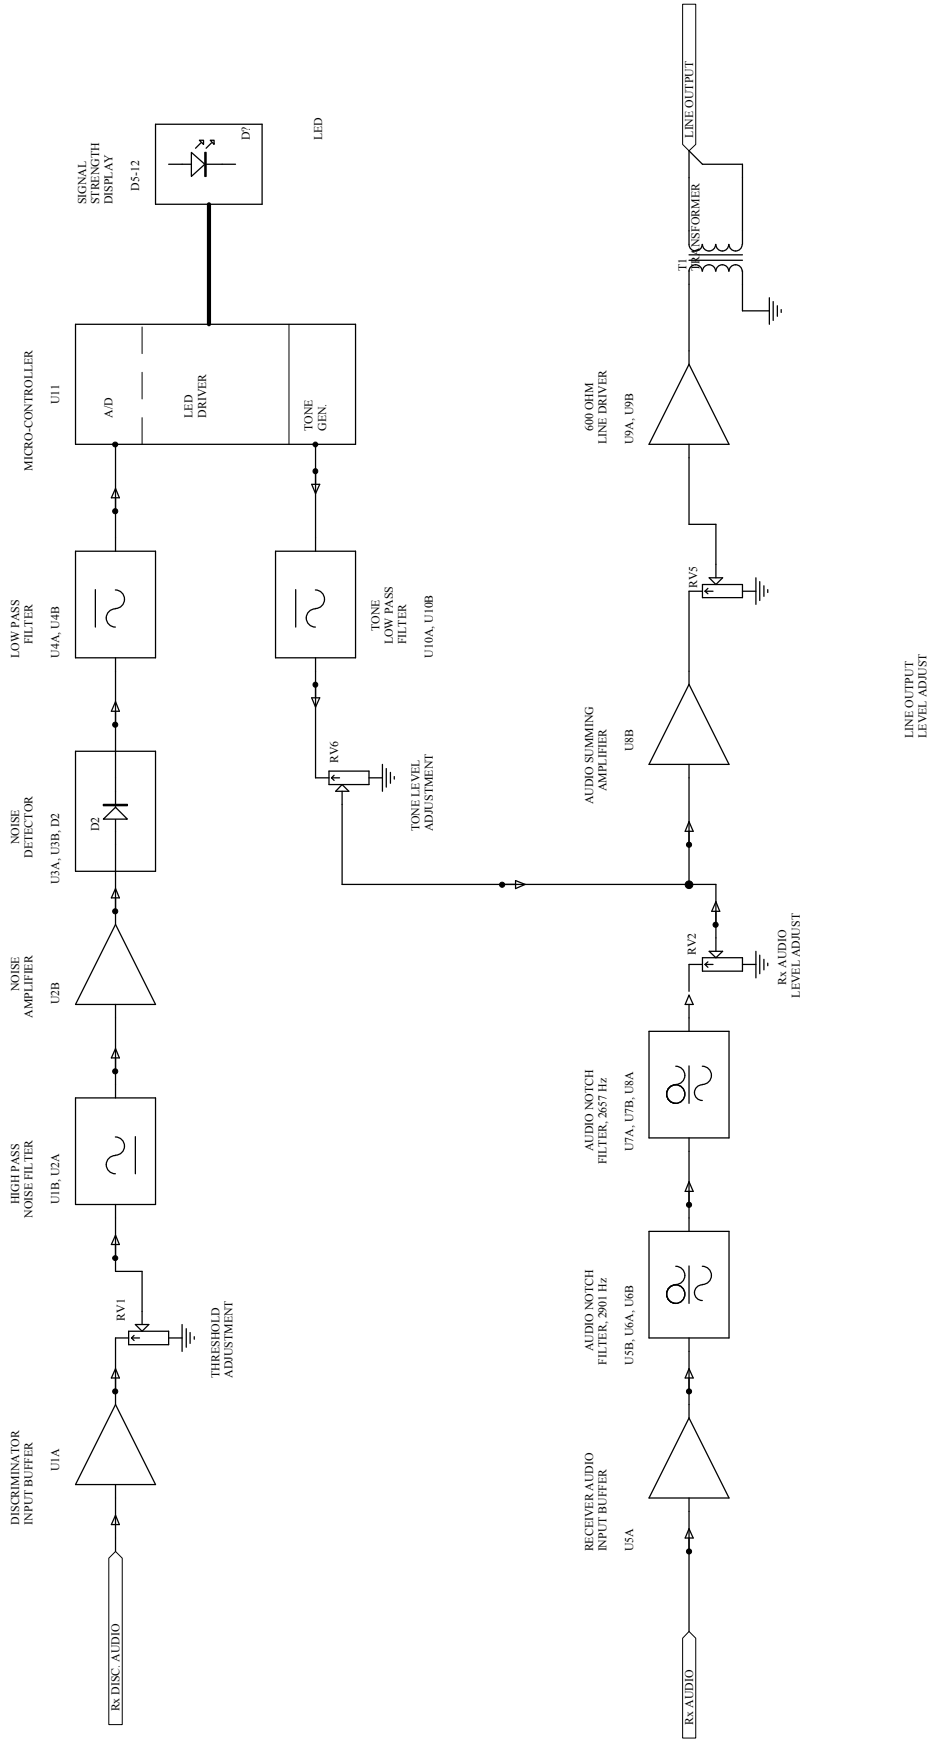 DISCRIMINATOR
INPUT BUFFER
U1A
HIGH PASS
NOISE FILTER
U1B, U2A
NOISE
AMPLIFIER
U2B
NOISE
DETECTOR
U3A, U3B, D2
LOW PASS
FILTER
U4A, U4B
MICRO-CONTROLLER
U11
SIGNAL
STRENGTH
DISPLAY
D5-12
Rx DISC. AUDIO
RV1
THRESHOLD
ADJUSTMENT
D2
A/D
LED
DRIVER
TONE
GEN.
D?
LED
TONE
LOW PASS
FILTER
U10A, U10B
RV6
TONE LEVEL
ADJUSTMENT
RECEIVER AUDIO
INPUT BUFFER
U5A
AUDIO NOTCH
FILTER, 2901 Hz
U5B, U6A, U6B
AUDIO NOTCH
FILTER, 2657 Hz
U7A, U7B, U8A
AUDIO SUMMING
AMPLIFIER
U8B
600 OHM
LINE DRIVER
U9A, U9B
Rx AUDIO
RV2
Rx AUDIO
LEVEL ADJUST
RV5
T1
TRANSFORMER
LINE OUTPUT
LINE OUTPUT
LEVEL ADJUST